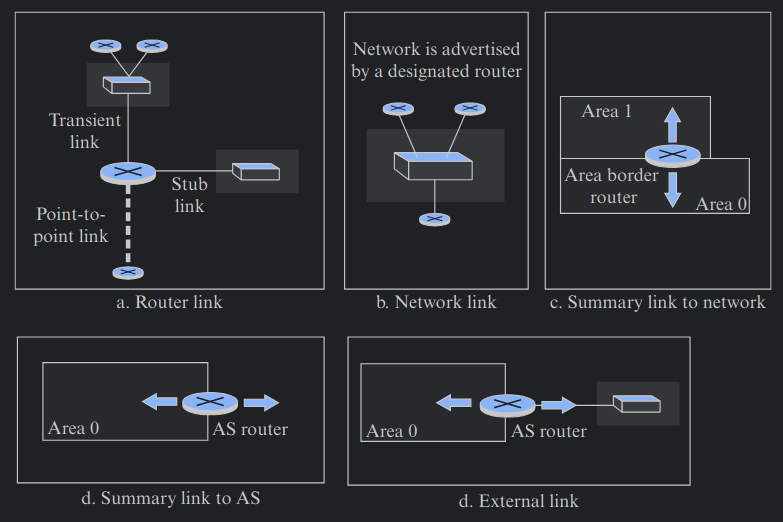 Transient
link
Stub
link
Point-to-
point link
a. Router link
Network is advertised
by a designated router
b. Network link
Area 1
Area border
router
Area 0
c. Summary link to network
Area 0
AS router
d. Summary link to AS
Area 0
AS router
d. External link